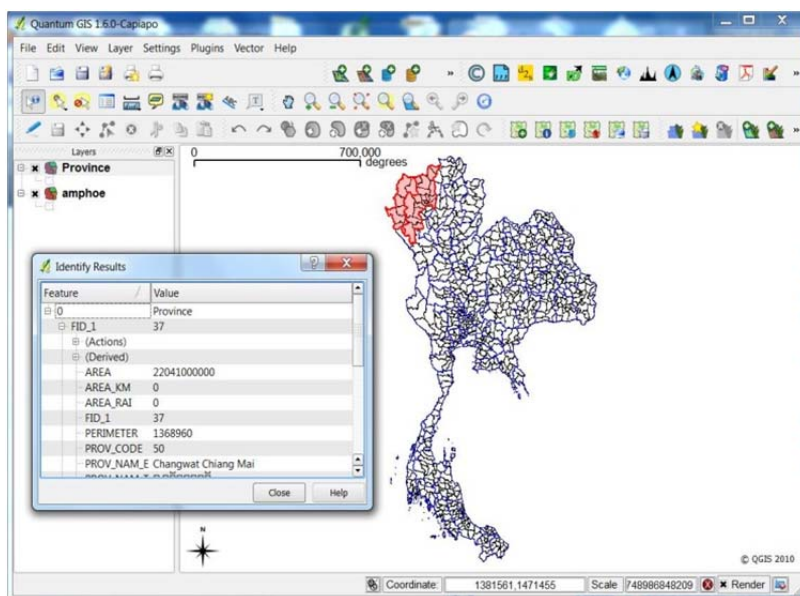 Quantum GIS 1.6.0-Capiapo
File Edit View Layer Settings Plugins Vector Help
Layers
Province
amphoe
0 700,000
degrees
Identify Results
Feature Value
0 Province
FID_1 37
(Actions)
(Derived)
AREA 22041000000
AREA_KM 0
AREA_RAI 0
FID_1 37
PERIMETER 1368960
PROV_CODE 50
PROV_NAM_E Changwat Chiang Mai
Close Help
N
© QGIS 2010
Coordinate: 1381561,1471455 Scale 748986848209 Render